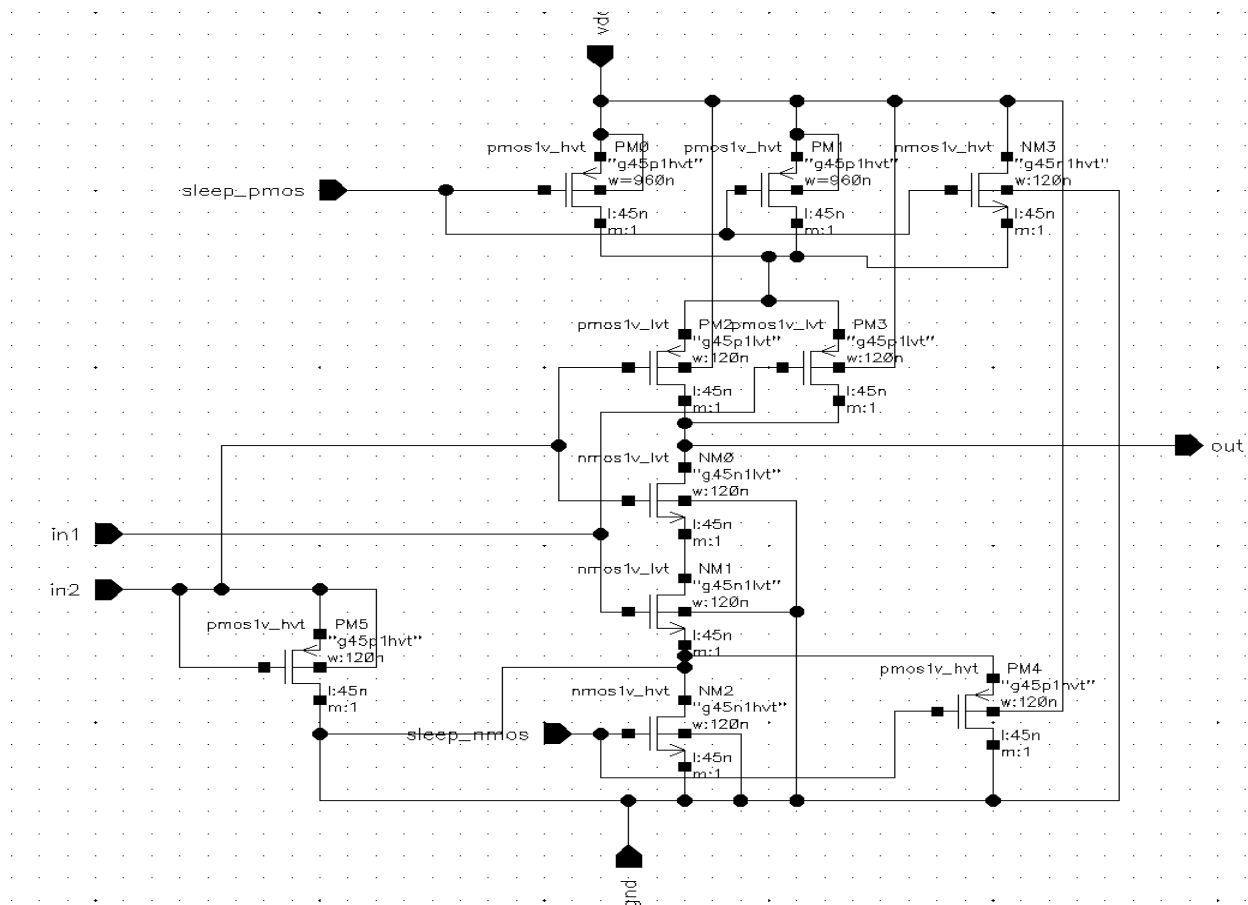 vdd
pmos1v_hvt PM0 pmos1v_hvt PM1 nmos1v_hvt NM3
"g45p1hvt" "g45p1hvt" "g45n1hvt"
sleep_pmos w=960n w=960n w:120n
l:45n l:45n l:45n
m:1 m:1 m:1
pmos1v_lvt PM2 pmos1v_lvt PM3
"g45p1lvt" "g45p1lvt"
w:120n w:120n
l:45n l:45n
m:1 m:1
out
nmos1v_lvt NM0
"g45n1lvt"
w:120n
in1
l:45n
m:1
nmos1v_lvt NM1
"g45n1lvt"
in2
w:120n
pmos1v_hvt PM5
l:45n
"g45p1hvt"
m:1
w:120n
pmos1v_hvt PM4
l:45n
"g45p1hvt"
m:1
nmos1v_hvt NM2
w:120n
"g45n1hvt"
w:120n
sleep_nmos
l:45n
l:45n
m:1
m:1
gnd